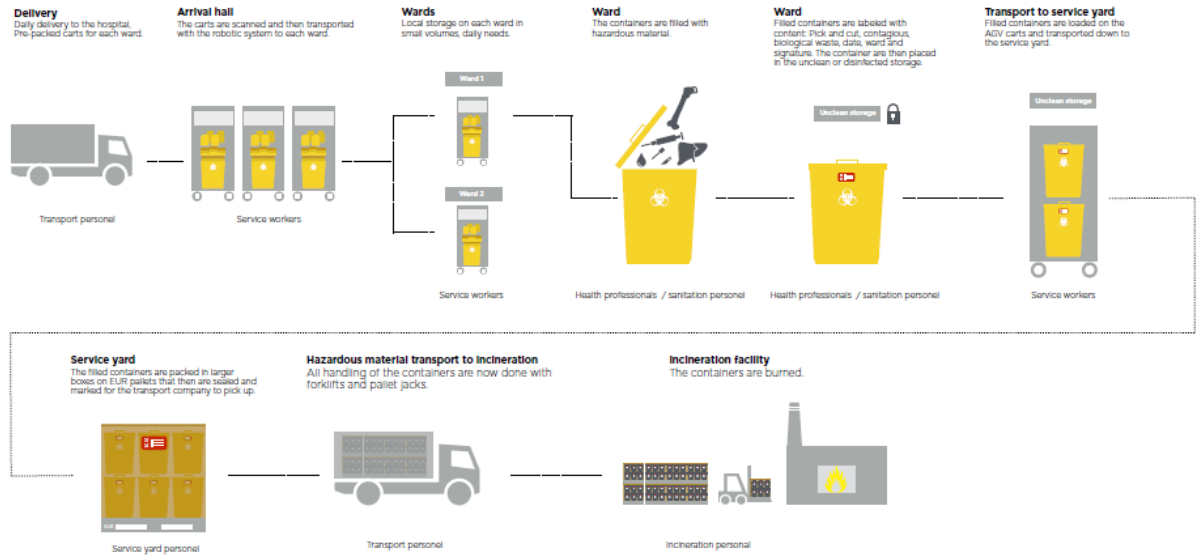 Delivery
Daily delivery to the hospital,
Pre-packed carts for each ward.
Arrival hall
The carts are scanned and then transported
with the robotic system to each ward.
Wards
Local storage on each ward in
small volumes, daily needs.
Ward
The containers are filled with
hazardous material.
Ward
Filled containers are labeled with
content: Pick and cut, contagious,
biological waste, date, ward and
signature. The container are then placed
in the unclean or disinfected storage.
Transport to service yard
Filled containers are loaded on the
AGV carts and transported down to
the service yard.
Ward 1
Ward 2
Unclean storage
Unclean storage
Transport personel
Service workers
Service workers
Health professionals / sanitation personel
Health professionals / sanitation personel
Service workers
Service yard
The filled containers are packed in larger
boxes on EUR pallets that then are sealed and
marked for the transport company to pick up.
Hazardous material transport to incineration
All handling of the containers are now done with
forklifts and pallet jacks.
Incineration facility
The containers are burned.
EUR
Service yard personel
Transport personel
Incineration personal